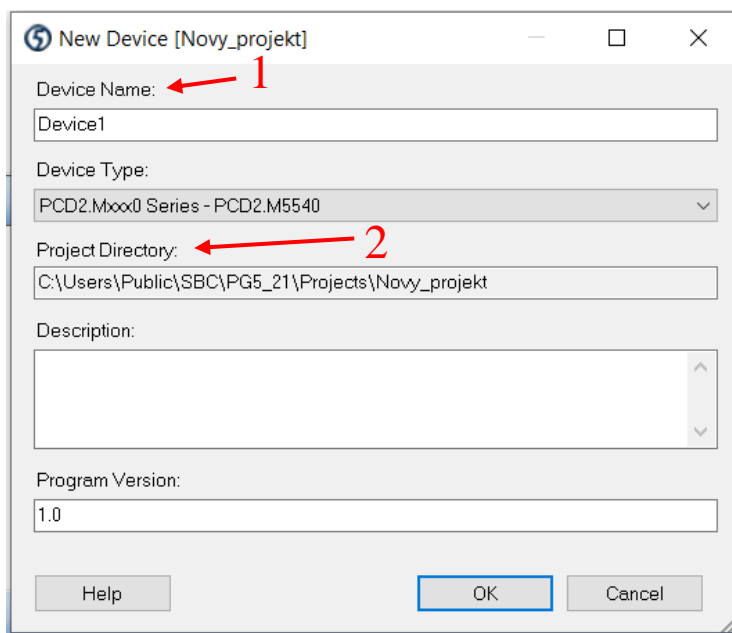 New Device [Novy_projekt]
Device Name:
1
Device1
Device Type:
PCD2.Mxxx0 Series - PCD2.M5540
Project Directory:
2
C:\Users\Public\SBC\PG5_21\Projects\Novy_projekt
Description:
Program Version:
1.0
Help
OK
Cancel